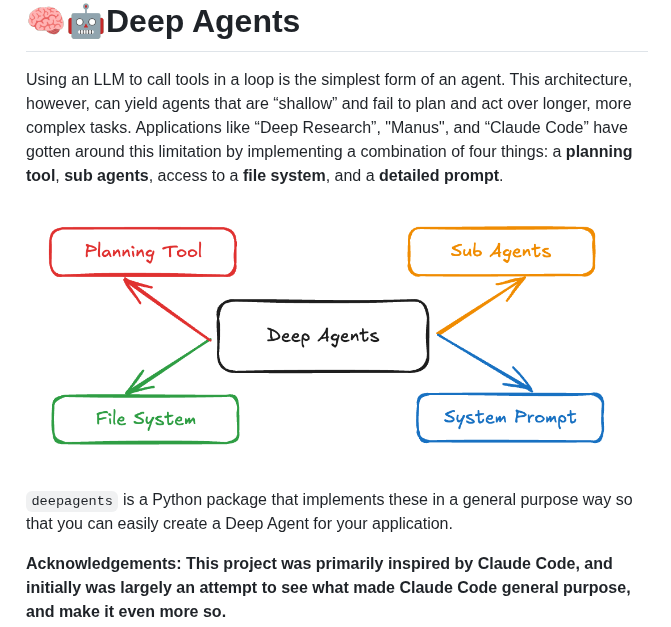 🧠🤖Deep Agents
Using an LLM to call tools in a loop is the simplest form of an agent. This architecture,
however, can yield agents that are “shallow” and fail to plan and act over longer, more
complex tasks. Applications like “Deep Research”, "Manus", and “Claude Code” have
gotten around this limitation by implementing a combination of four things: a planning
tool, sub agents, access to a file system, and a detailed prompt.
Planning Tool
Sub Agents
Deep Agents
File System
System Prompt
deepagents is a Python package that implements these in a general purpose way so
that you can easily create a Deep Agent for your application.
Acknowledgements: This project was primarily inspired by Claude Code, and
initially was largely an attempt to see what made Claude Code general purpose,
and make it even more so.